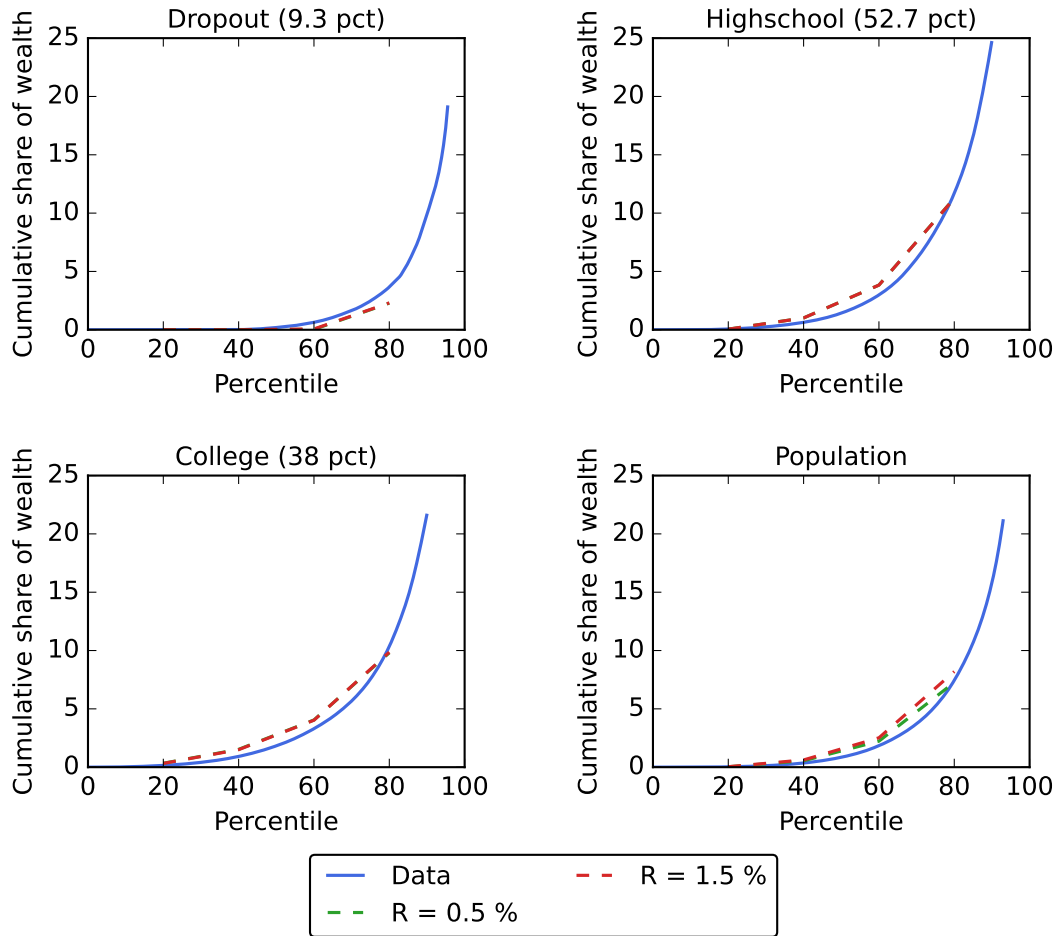 Dropout (9.3 pct)
Cumulative share of wealth
25
20
15
10
5
0
0 20 40 60 80 100
Percentile
Highschool (52.7 pct)
Cumulative share of wealth
25
20
15
10
5
0
0 20 40 60 80 100
Percentile
College (38 pct)
Cumulative share of wealth
25
20
15
10
5
0
0 20 40 60 80 100
Percentile
Population
Cumulative share of wealth
25
20
15
10
5
0
0 20 40 60 80 100
Percentile
Data
R = 0.5 %
R = 1.5 %